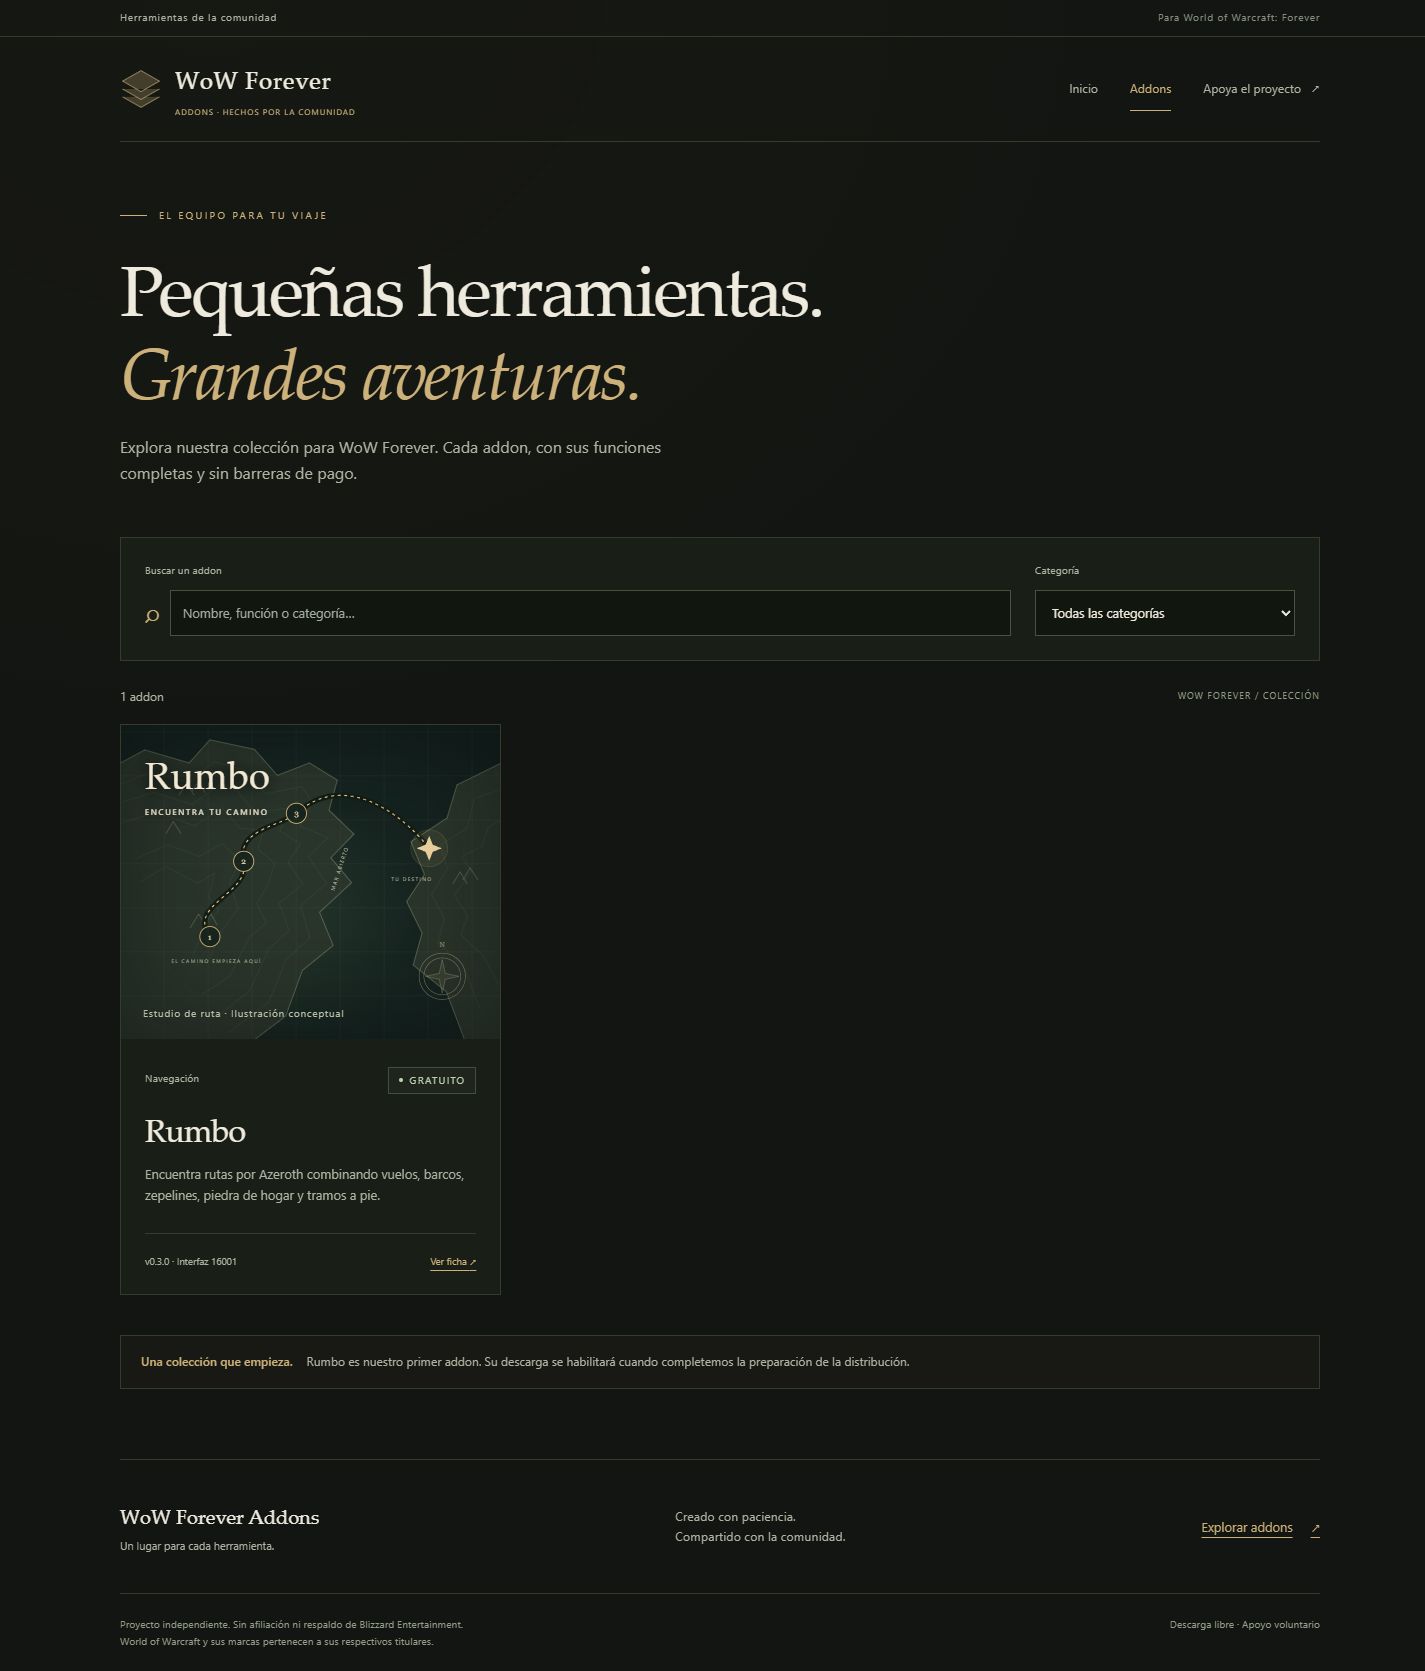 Herramientas de la comunidad
Para World of Warcraft: Forever
WoW Forever
ADDONS · HECHOS POR LA COMUNIDAD
Inicio
Addons
Apoya el proyecto ↗
EL EQUIPO PARA TU VIAJE
Pequeñas herramientas.
Grandes aventuras.
Explora nuestra colección para WoW Forever. Cada addon, con sus funciones
completas y sin barreras de pago.
Buscar un addon
Categoría
Nombre, función o categoría...
Todas las categorías
1 addon
WOW FOREVER / COLECCIÓN
Rumbo
ENCUENTRA TU CAMINO
3
2
MAR ABIERTO
TU DESTINO
1
N
EL CAMINO EMPIEZA AQUÍ
Estudio de ruta · Ilustración conceptual
Navegación
• GRATUITO
Rumbo
Encuentra rutas por Azeroth combinando vuelos, barcos,
zepelines, piedra de hogar y tramos a pie.
v0.3.0 · Interfaz 16001
Ver ficha ↗
Una colección que empieza. Rumbo es nuestro primer addon. Su descarga se habilitará cuando completemos la preparación de la distribución.
WoW Forever Addons
Un lugar para cada herramienta.
Creado con paciencia.
Compartido con la comunidad.
Explorar addons ↗
Proyecto independiente. Sin afiliación ni respaldo de Blizzard Entertainment.
World of Warcraft y sus marcas pertenecen a sus respectivos titulares.
Descarga libre · Apoyo voluntario